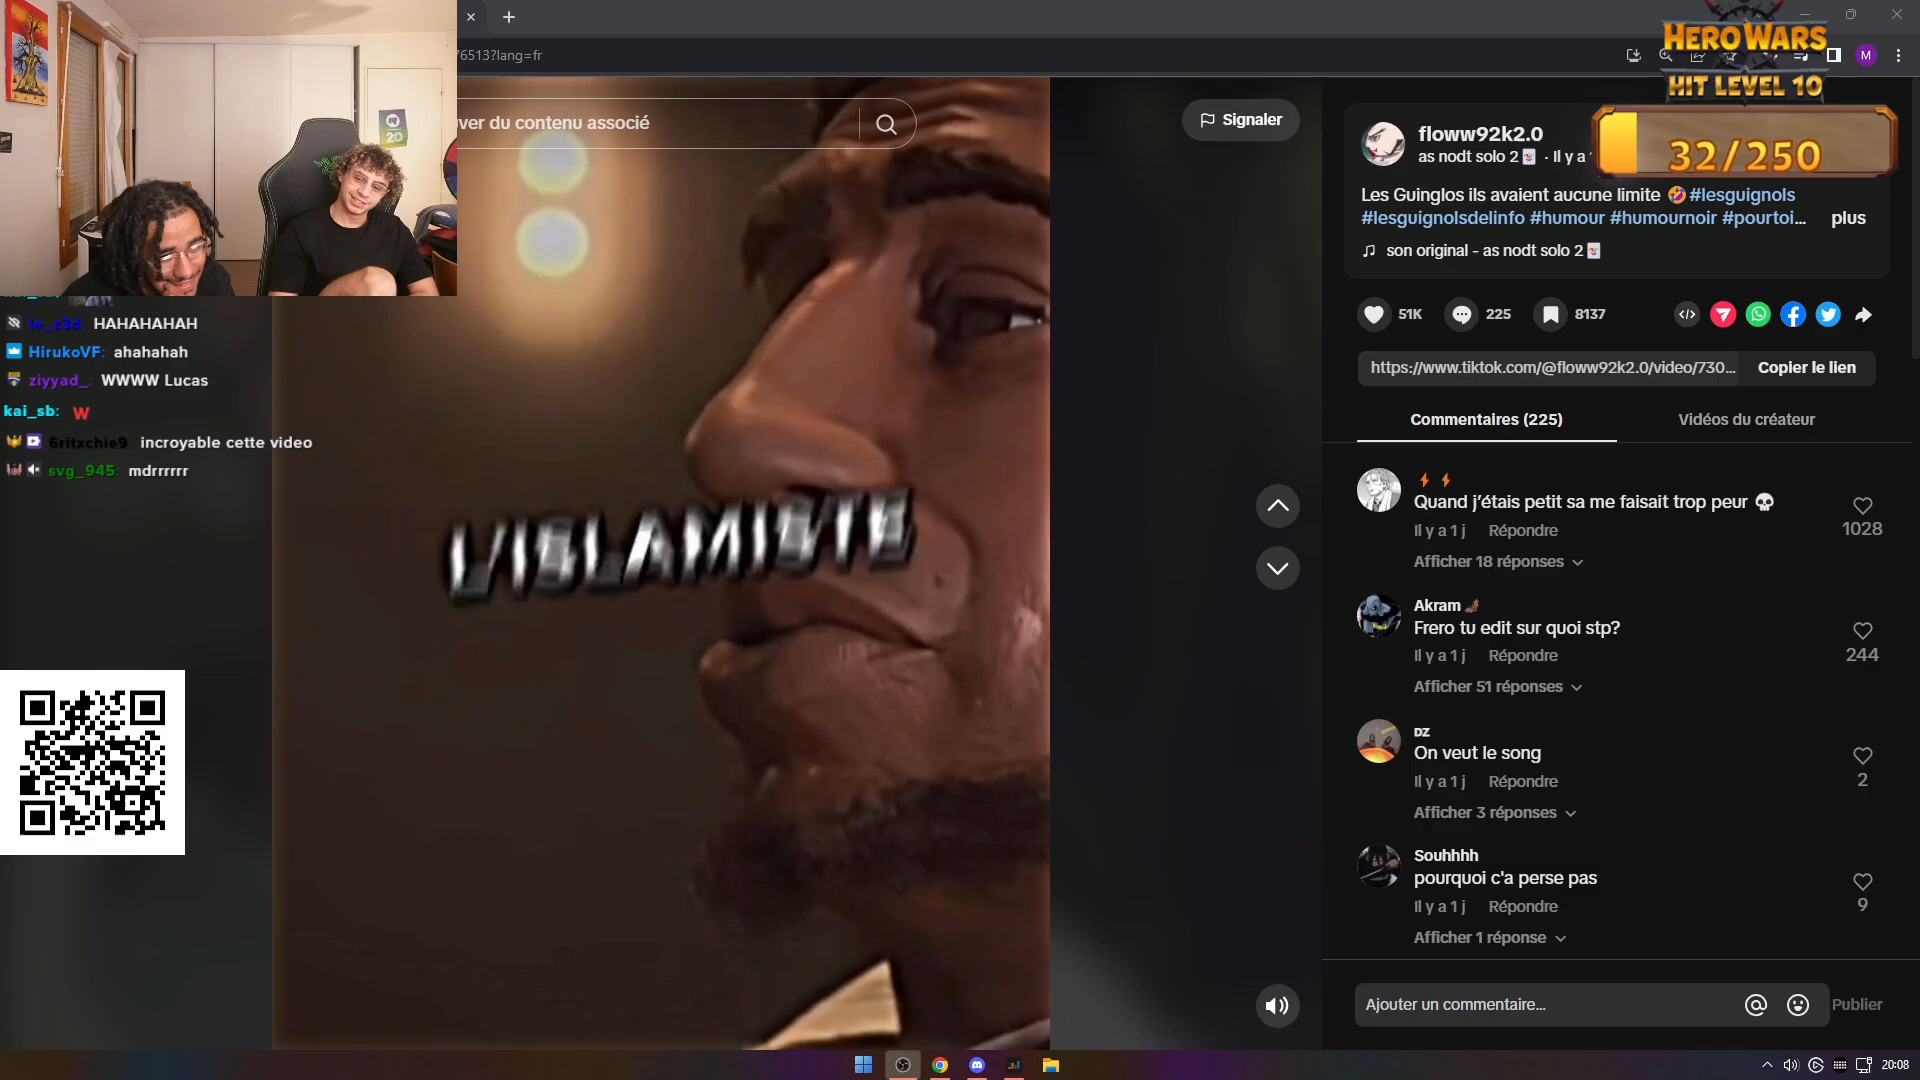 76513?lang=fr
ver du contenu associé
Signaler
HERO WARS
HIT LEVEL 10
32/250
floww92k2.0
as nodt solo 2 · Il y a
Les Guinglos ils avaient aucune limite 🤣#lesguignols
#lesguignolsdelinfo #humour #humournoir #pourtoi... plus
son original - as nodt solo 2
51K
225
8137
https://www.tiktok.com/@floww92k2.0/video/730... Copier le lien
Commentaires (225)
Vidéos du créateur
le_z3d: HAHAHAHAH
HirukoVF: ahahahah
ziyyad_: WWWW Lucas
kai_sb: W
6ritxchie9: incroyable cette video
svg_945: mdrrrrrr
L'ISLAMISTE
⚡ ⚡
Quand j'étais petit sa me faisait trop peur 💀
Il y a 1 j Répondre
1028
Afficher 18 réponses
Akram
Frero tu edit sur quoi stp?
Il y a 1 j Répondre
244
Afficher 51 réponses
DZ
On veut le song
Il y a 1 j Répondre
2
Afficher 3 réponses
Souhhhh
pourquoi c'a perse pas
Il y a 1 j Répondre
9
Afficher 1 réponse
Ajouter un commentaire...
Publier
M
20
20:08